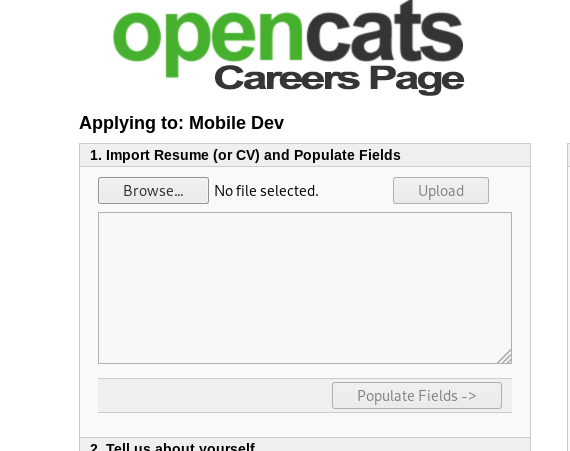 opencats
Careers Page
Applying to: Mobile Dev
1. Import Resume (or CV) and Populate Fields
Browse... No file selected. Upload
Populate Fields ->
2. Tell us about yourself